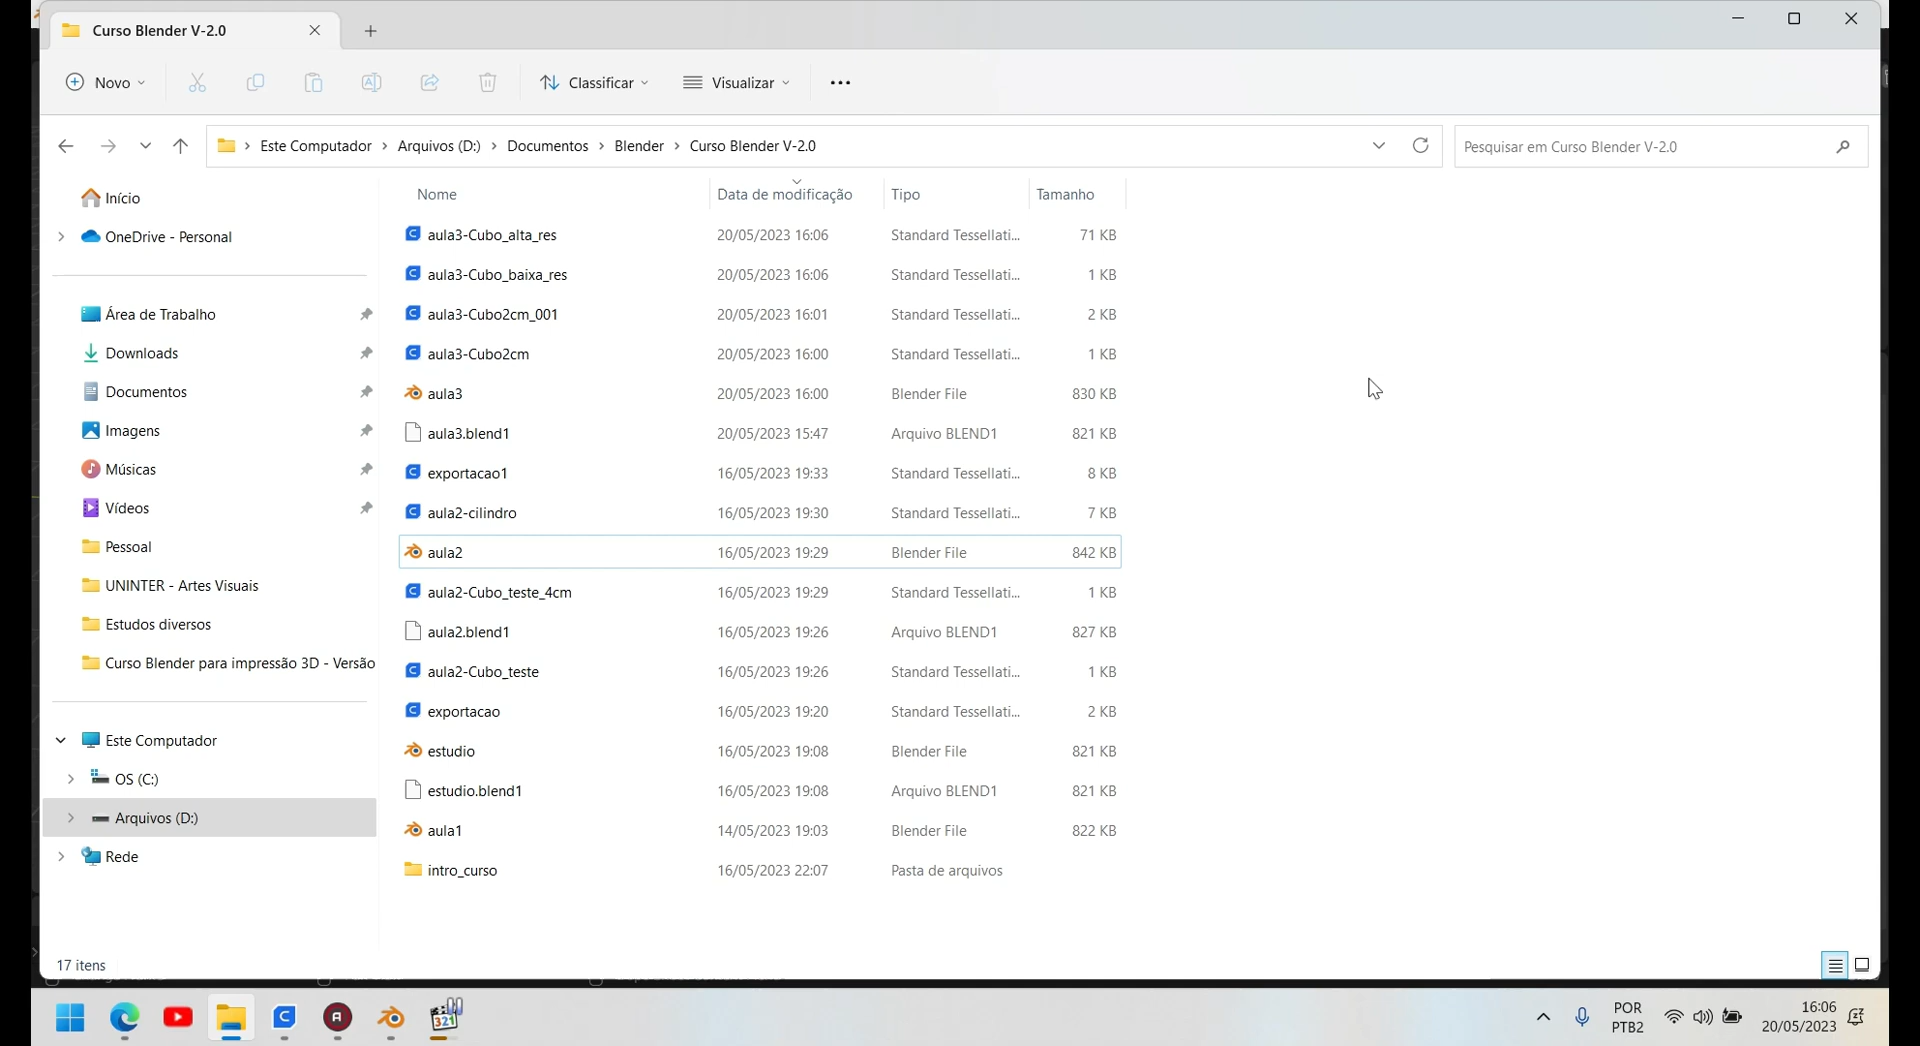 Curso Blender V-2.0
Novo
Classificar
Visualizar
Este Computador > Arquivos (D:) > Documentos > Blender > Curso Blender V-2.0
Pesquisar em Curso Blender V-2.0
Início
OneDrive - Personal
Área de Trabalho
Downloads
Documentos
Imagens
Músicas
Vídeos
Pessoal
UNINTER - Artes Visuais
Estudos diversos
Curso Blender para impressão 3D - Versão
Este Computador
OS (C:)
Arquivos (D:)
Rede
Nome Data de modificação Tipo Tamanho
aula3-Cubo_alta_res 20/05/2023 16:06 Standard Tessellati... 71 KB
aula3-Cubo_baixa_res 20/05/2023 16:06 Standard Tessellati... 1 KB
aula3-Cubo2cm_001 20/05/2023 16:01 Standard Tessellati... 2 KB
aula3-Cubo2cm 20/05/2023 16:00 Standard Tessellati... 1 KB
aula3 20/05/2023 16:00 Blender File 830 KB
aula3.blend1 20/05/2023 15:47 Arquivo BLEND1 821 KB
exportacao1 16/05/2023 19:33 Standard Tessellati... 8 KB
aula2-cilindro 16/05/2023 19:30 Standard Tessellati... 7 KB
aula2 16/05/2023 19:29 Blender File 842 KB
aula2-Cubo_teste_4cm 16/05/2023 19:29 Standard Tessellati... 1 KB
aula2.blend1 16/05/2023 19:26 Arquivo BLEND1 827 KB
aula2-Cubo_teste 16/05/2023 19:26 Standard Tessellati... 1 KB
exportacao 16/05/2023 19:20 Standard Tessellati... 2 KB
estudio 16/05/2023 19:08 Blender File 821 KB
estudio.blend1 16/05/2023 19:08 Arquivo BLEND1 821 KB
aula1 14/05/2023 19:03 Blender File 822 KB
intro_curso 16/05/2023 22:07 Pasta de arquivos
17 itens
321
POR
PTB2
16:06
20/05/2023